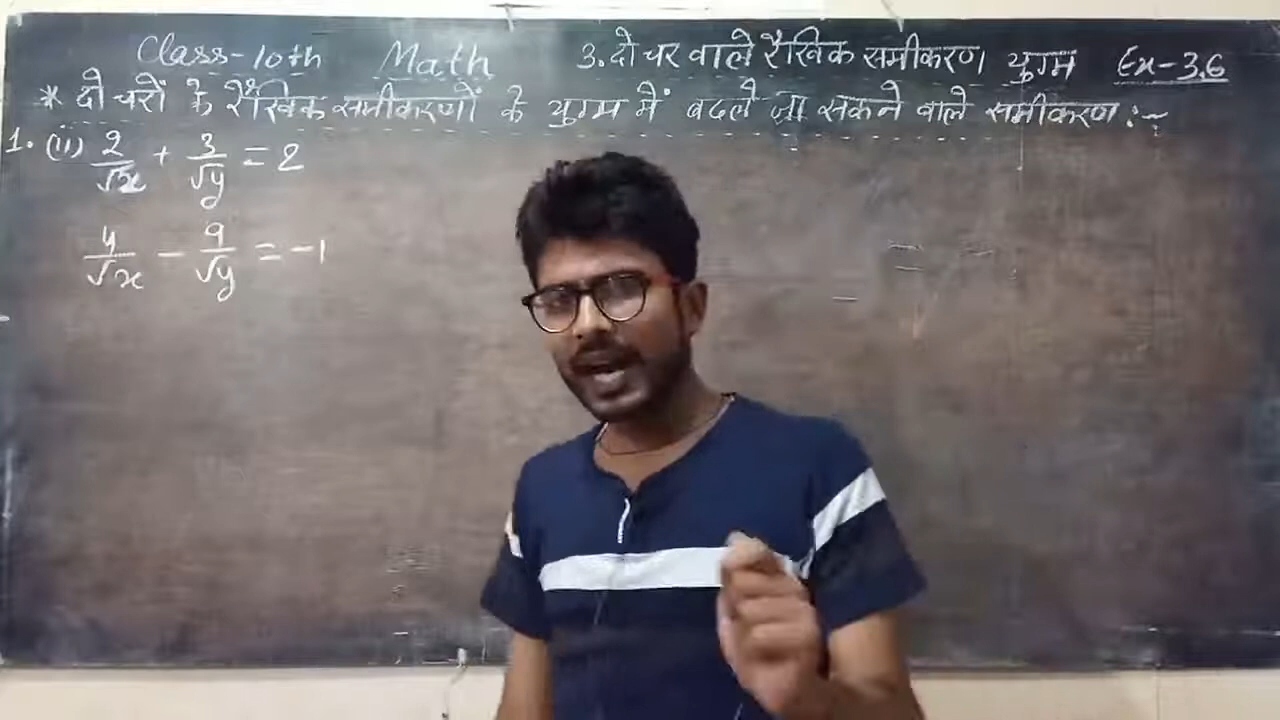 Class-10th Math 3. दो चर वाले रैखिक समीकरण युग्म Ex-3.6
* दो चरों के रैखिक समीकरणों के युग्म में बदले जा सकने वाले समीकरण :-
1. (ii) 2/√x + 3/√y = 2
4/√x - 9/√y = -1